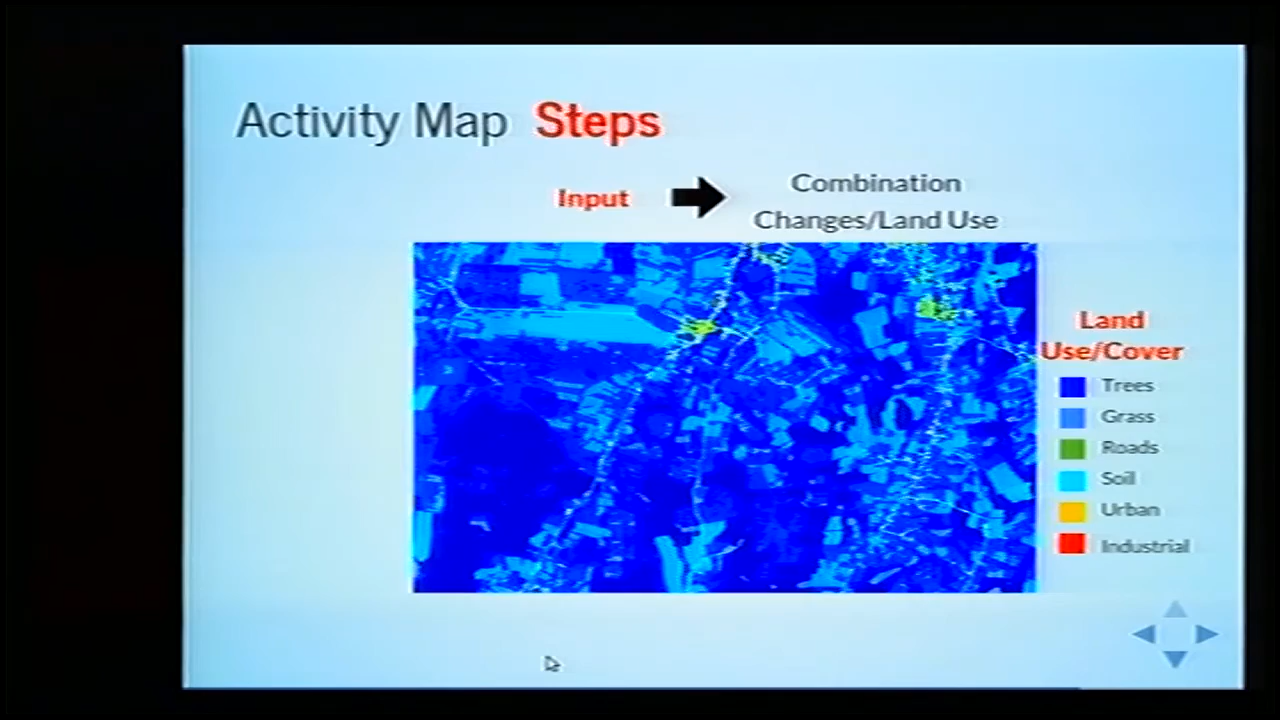 Activity Map Steps
Input
Combination
Changes/Land Use
Land
Use/Cover
Trees
Grass
Roads
Soil
Urban
Industrial